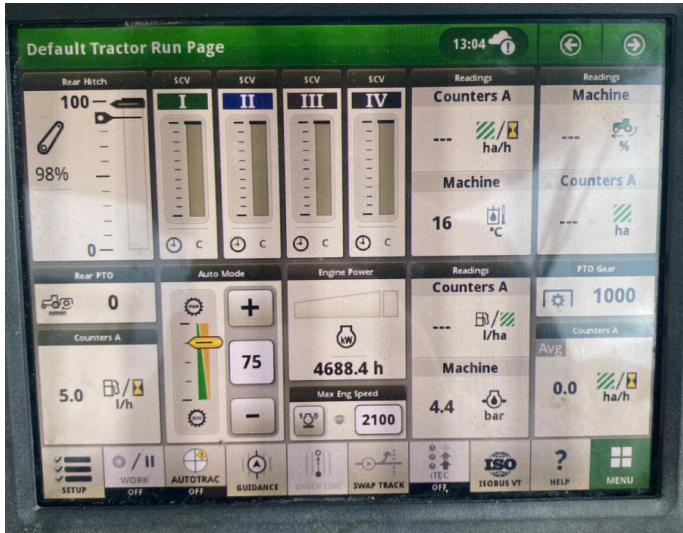 Default Tractor Run Page
13:04
Rear Hitch
100
98%
0
SCV
I
C
SCV
II
C
SCV
III
C
SCV
IV
C
Readings
Counters A
---
ha/h
Machine
16
°C
Readings
Machine
---
%
Counters A
---
ha
Rear PTO
0
r/min
Counters A
5.0
l/h
Auto Mode
PWR
+
75
ECO
-
Engine Power
kW
4688.4 h
Max Eng Speed
2100
Readings
Counters A
---
l/ha
Machine
4.4
bar
PTO Gear
1000
Counters A
Avg
0.0
ha/h
SETUP
WORK
OFF
AUTOTRAC
OFF
GUIDANCE
QUICK LINE
SWAP TRACK
iTEC
OFF
ISO
ISOBUS VT
?
HELP
MENU